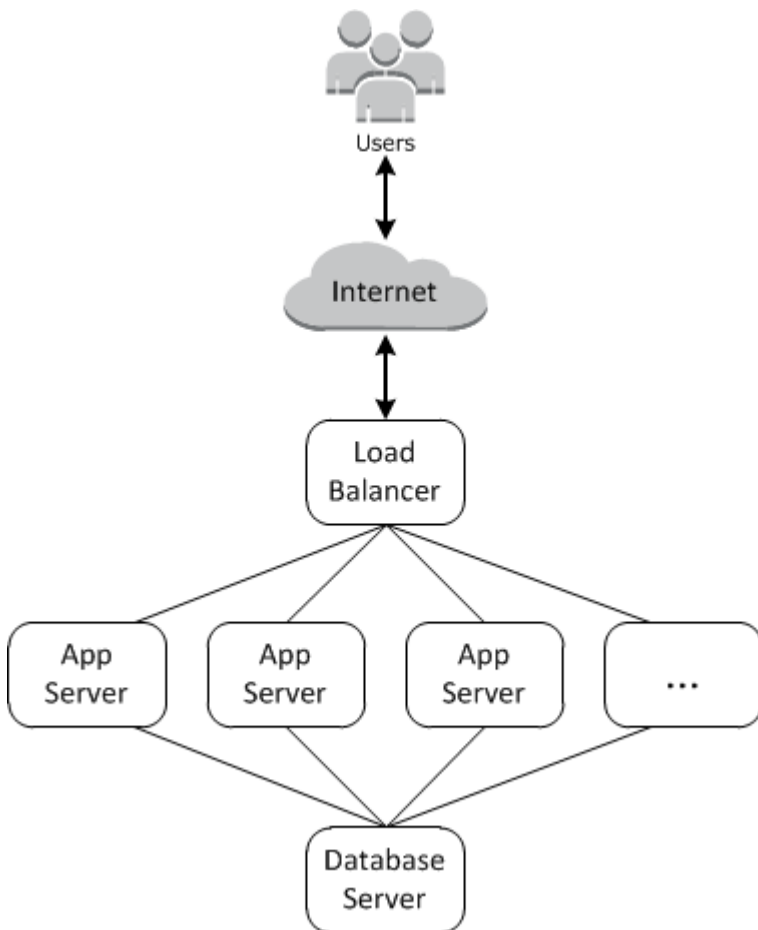 Users
Internet
Load
Balancer
App
Server
App
Server
App
Server
...
Database
Server